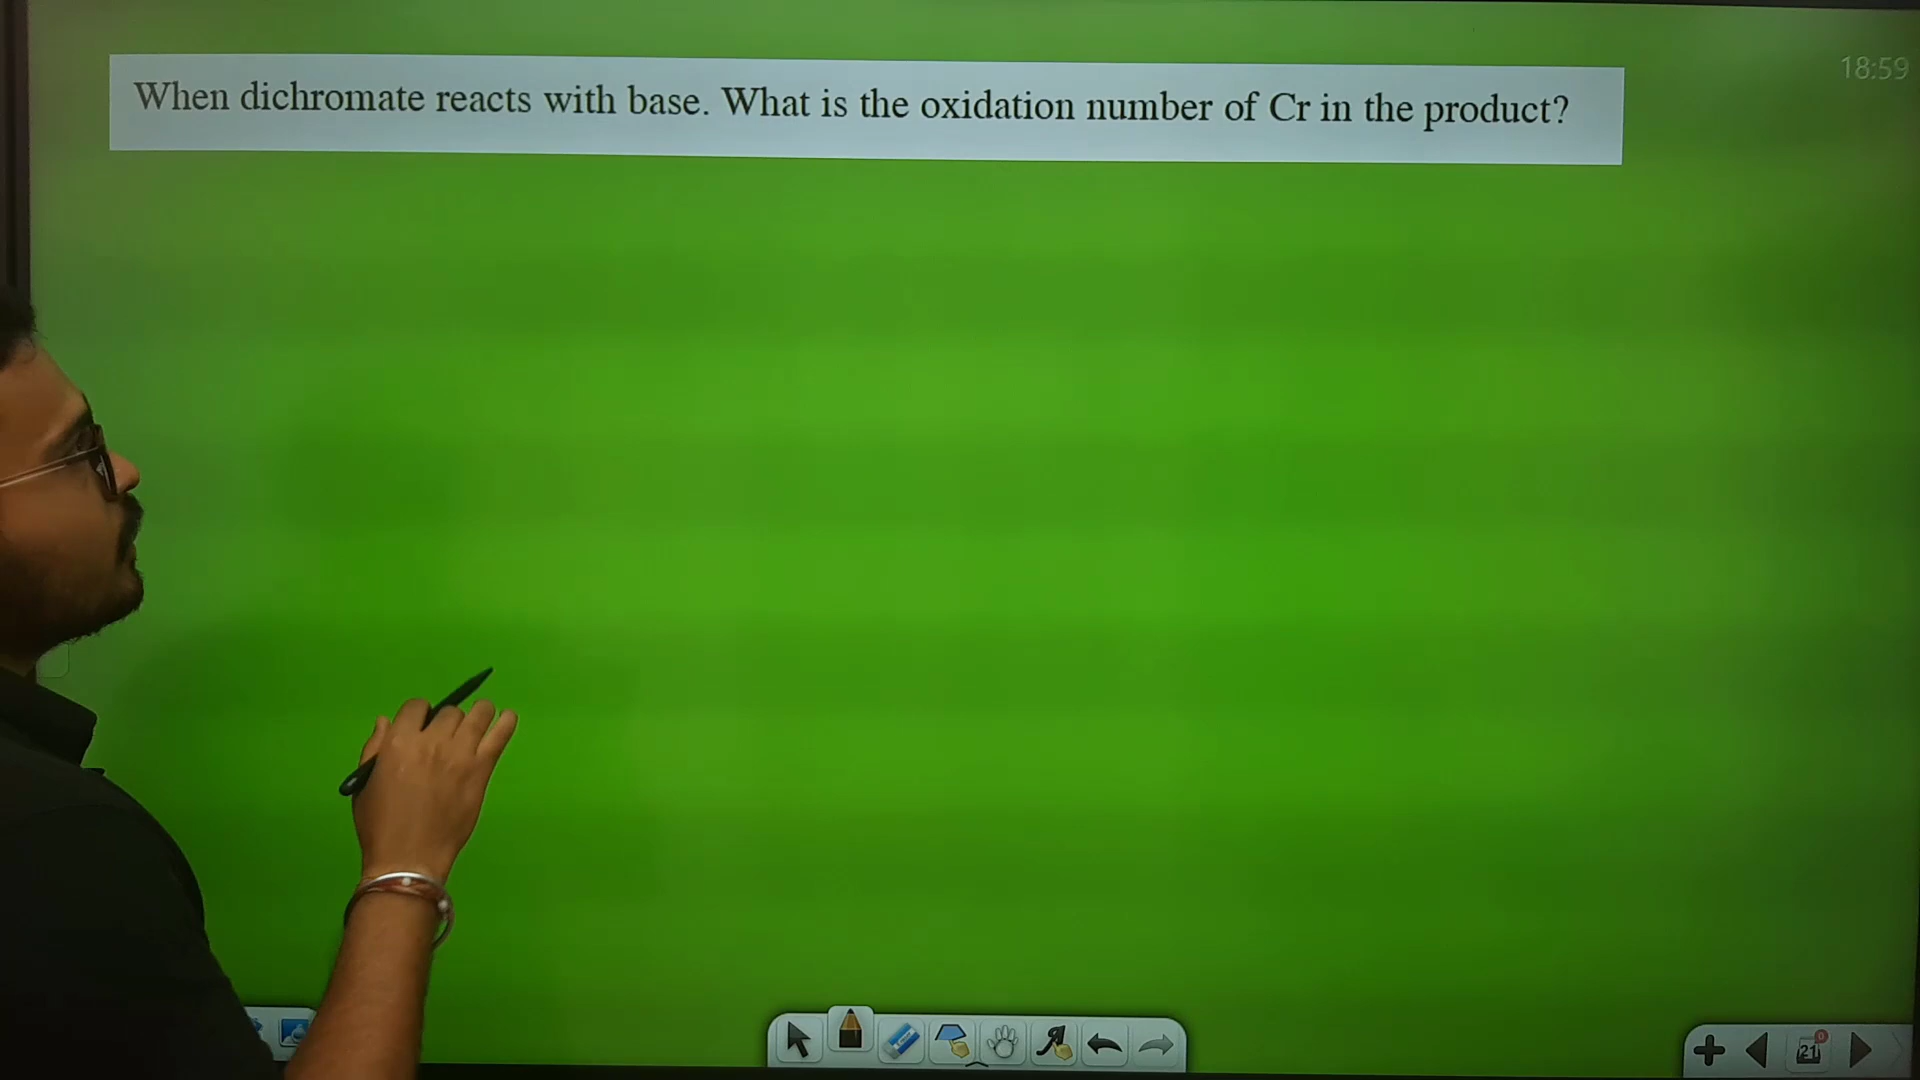 When dichromate reacts with base. What is the oxidation number of Cr in the product?
18:59
21